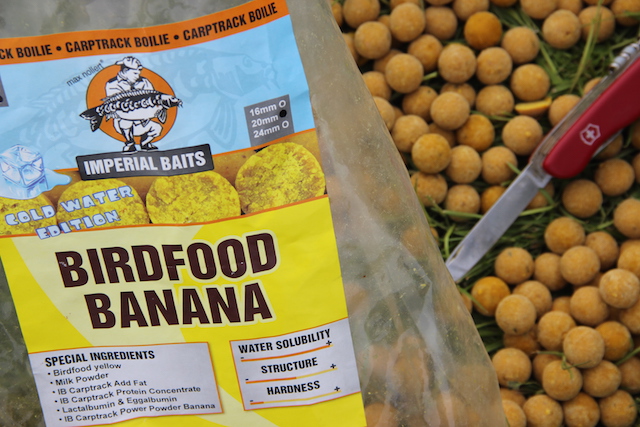 CK BOILIE • CARPTRACK BOILIE • CARPTRACK BOILIE
max nollert
IMPERIAL BAITS
16mm
20mm
24mm
COLD WATER
EDITION
BIRDFOOD
BANANA
SPECIAL INGREDIENTS
• Birdfood yellow
• Milk Powder
• IB Carptrack Add Fat
• IB Carptrack Protein Concentrate
• Lactalbumin & Eggalbumin
• IB Carptrack Power Powder Banana
WATER SOLUBILITY
- +
STRUCTURE
- +
HARDNESS
- +